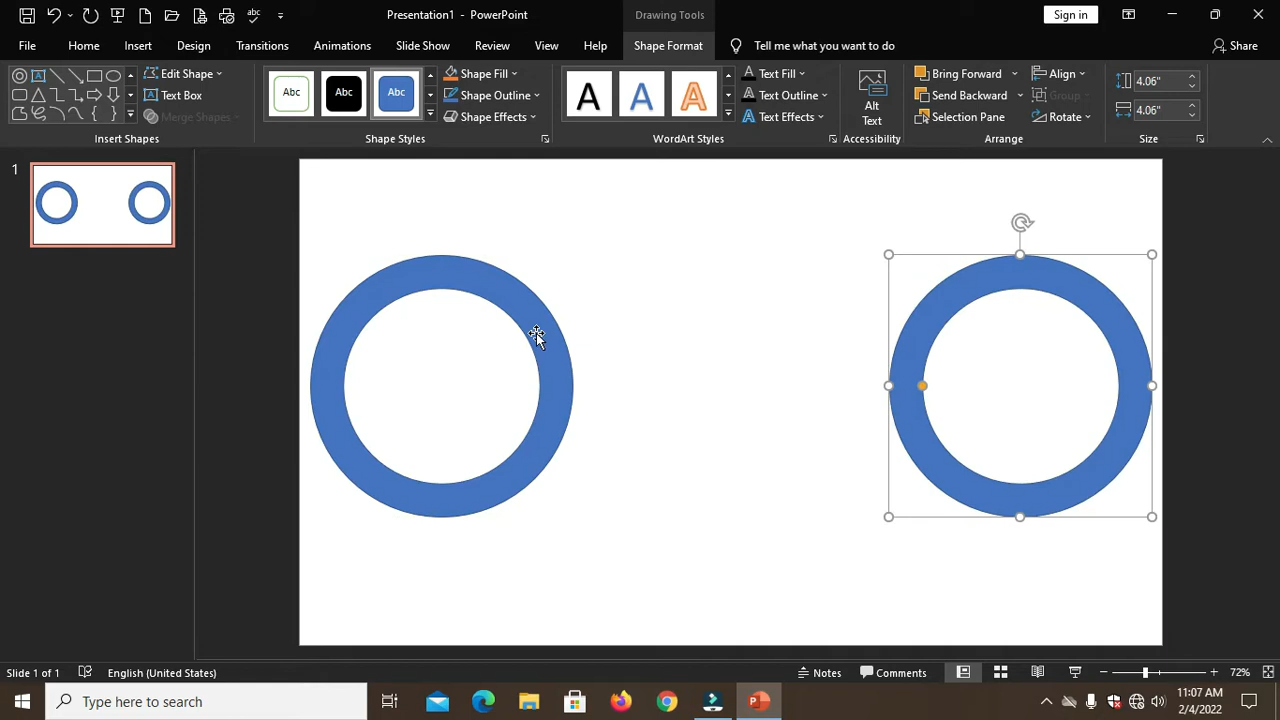 Presentation1 - PowerPoint
Drawing Tools
Sign in
File Home Insert Design Transitions Animations Slide Show Review View Help Shape Format Tell me what you want to do Share
Edit Shape
Text Box
Merge Shapes
Insert Shapes
Abc Abc Abc
Shape Fill
Shape Outline
Shape Effects
Shape Styles
A A A
Text Fill
Text Outline
Text Effects
WordArt Styles
Alt
Text
Accessibility
Bring Forward
Send Backward
Selection Pane
Align
Group
Rotate
Arrange
4.06"
4.06"
Size
1
Slide 1 of 1
English (United States)
Notes
Comments
72%
Type here to search
11:07 AM
2/4/2022